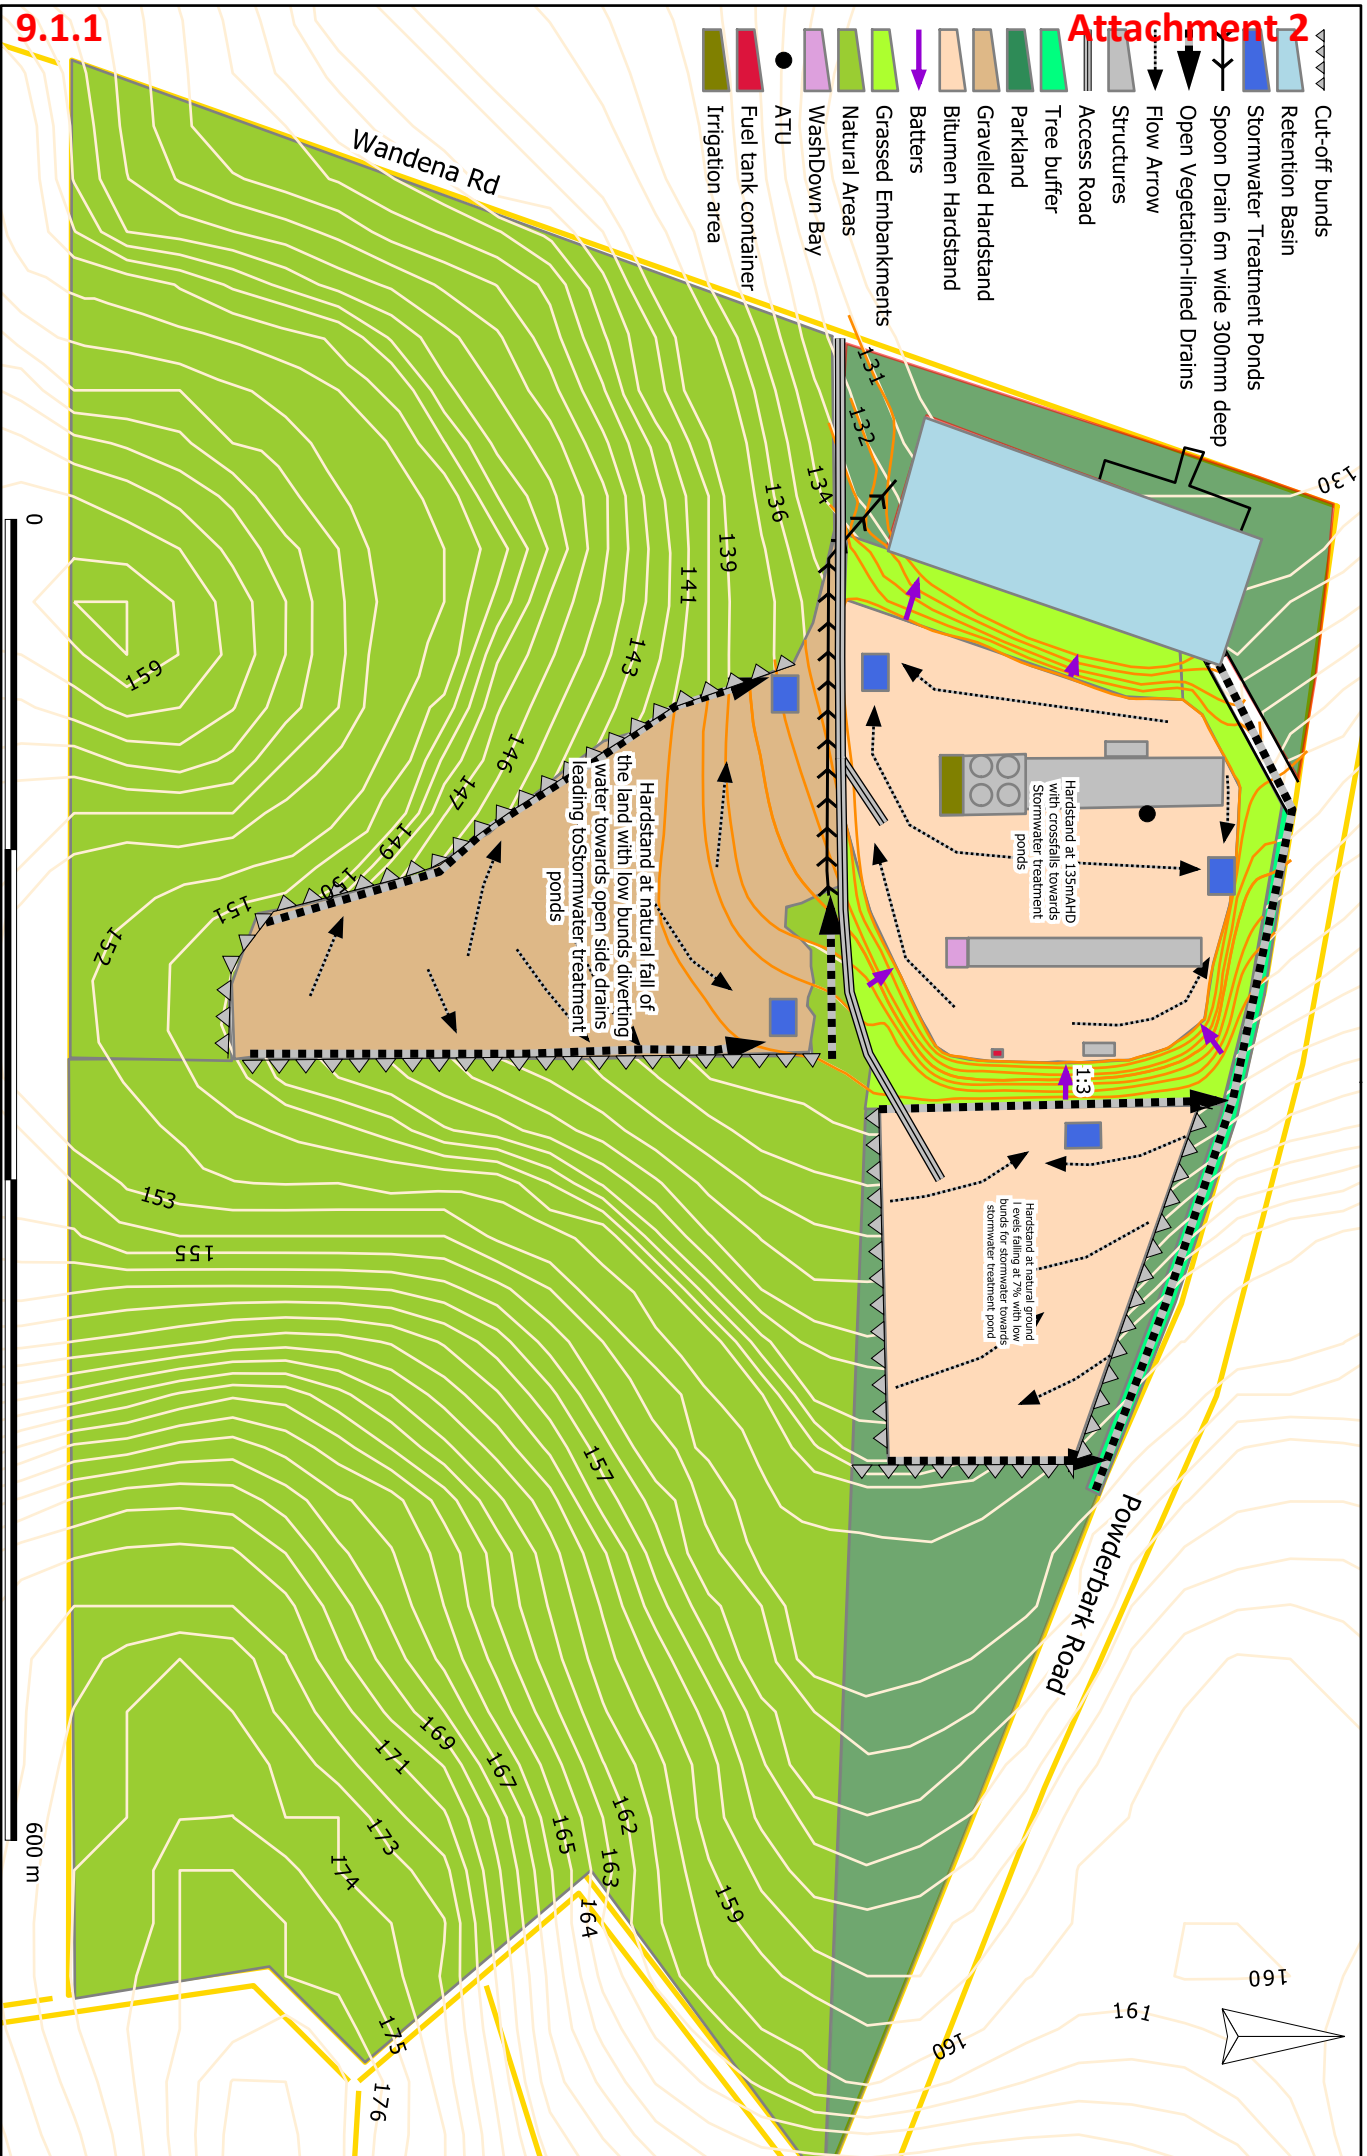 9.1.1
Attachment 2
Cut-off bunds
Retention Basin
Stormwater Treatment Ponds
Spoon Drain 6m wide 300mm deep
Open Vegetation-lined Drains
Flow Arrow
Structures
Access Road
Tree buffer
Parkland
Gravelled Hardstand
Bitumen Hardstand
Batters
Grassed Embankments
Natural Areas
WashDown Bay
ATU
Fuel tank container
Irrigation area
Wandena Rd
130
131
132
134
136
139
141
143
146
147
149
150
151
152
159
Hardstand at 135mAHD
with crossfalls towards
Stormwater treatment
ponds
Hardstand at natural fall of
the land with low bunds diverting
water towards open side drains
leading toStormwater treatment
ponds
1:3
Hardstand at natural ground
l evels falling at 7% with low
bunds for stormwater towards
stormwater treatment pond
153
155
157
Powderbark Road
169
171
167
173
174
165
162
163
164
159
175
176
160
161
160
0
600 m